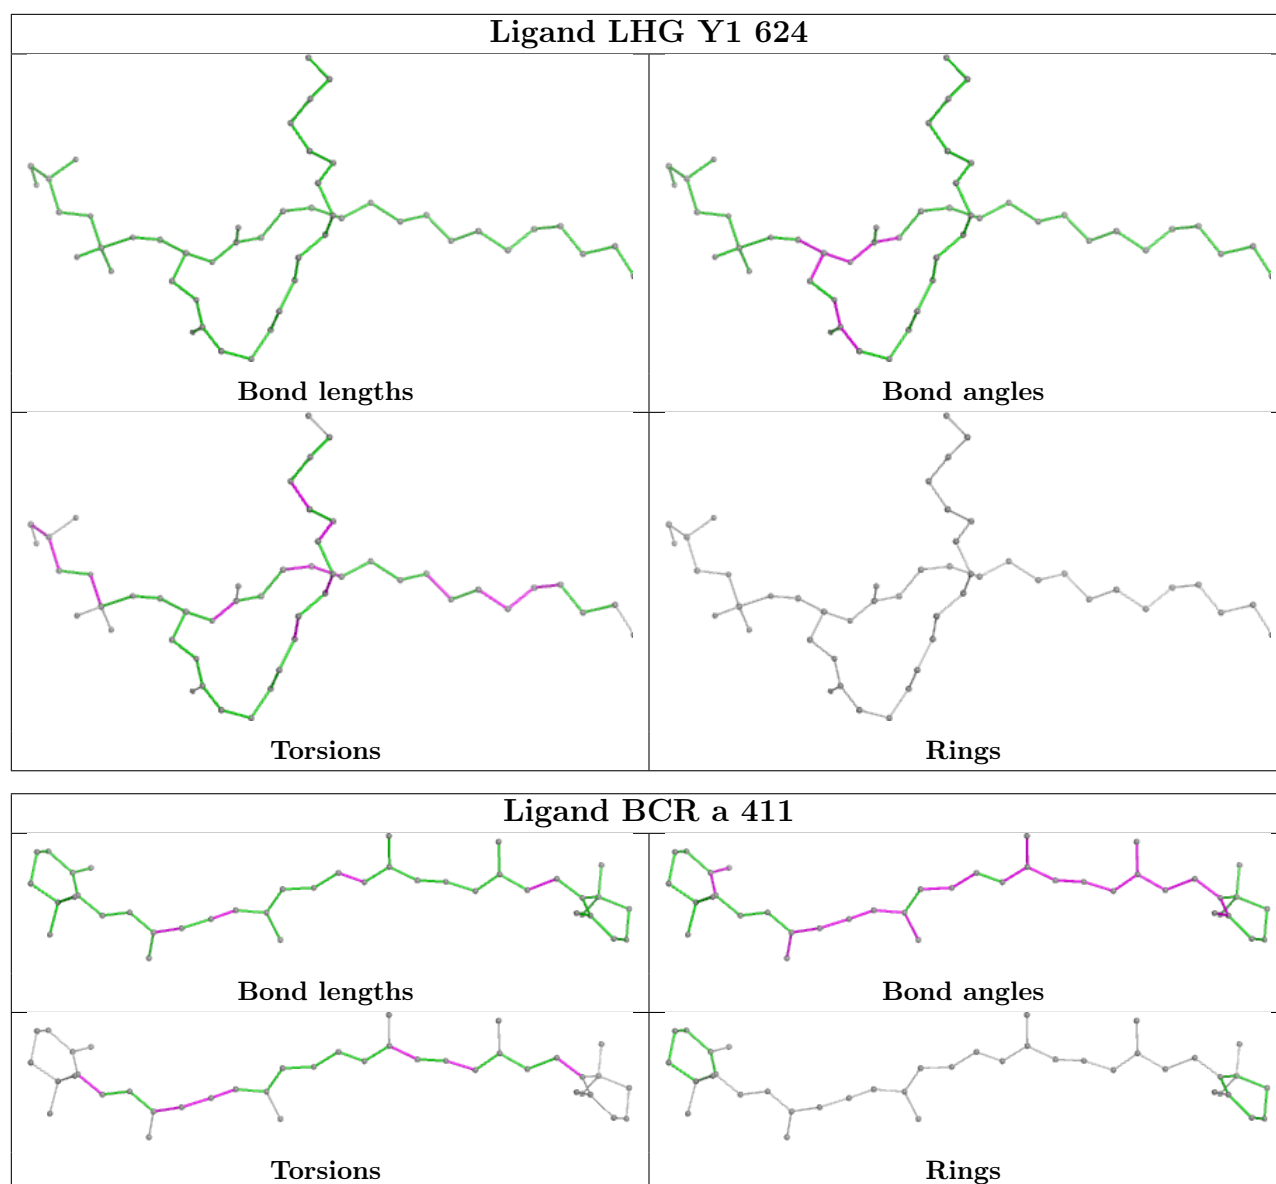 Ligand LHG Y1 624
Bond lengths
Bond angles
Torsions
Rings
Ligand BCR a 411
Bond lengths
Bond angles
Torsions
Rings